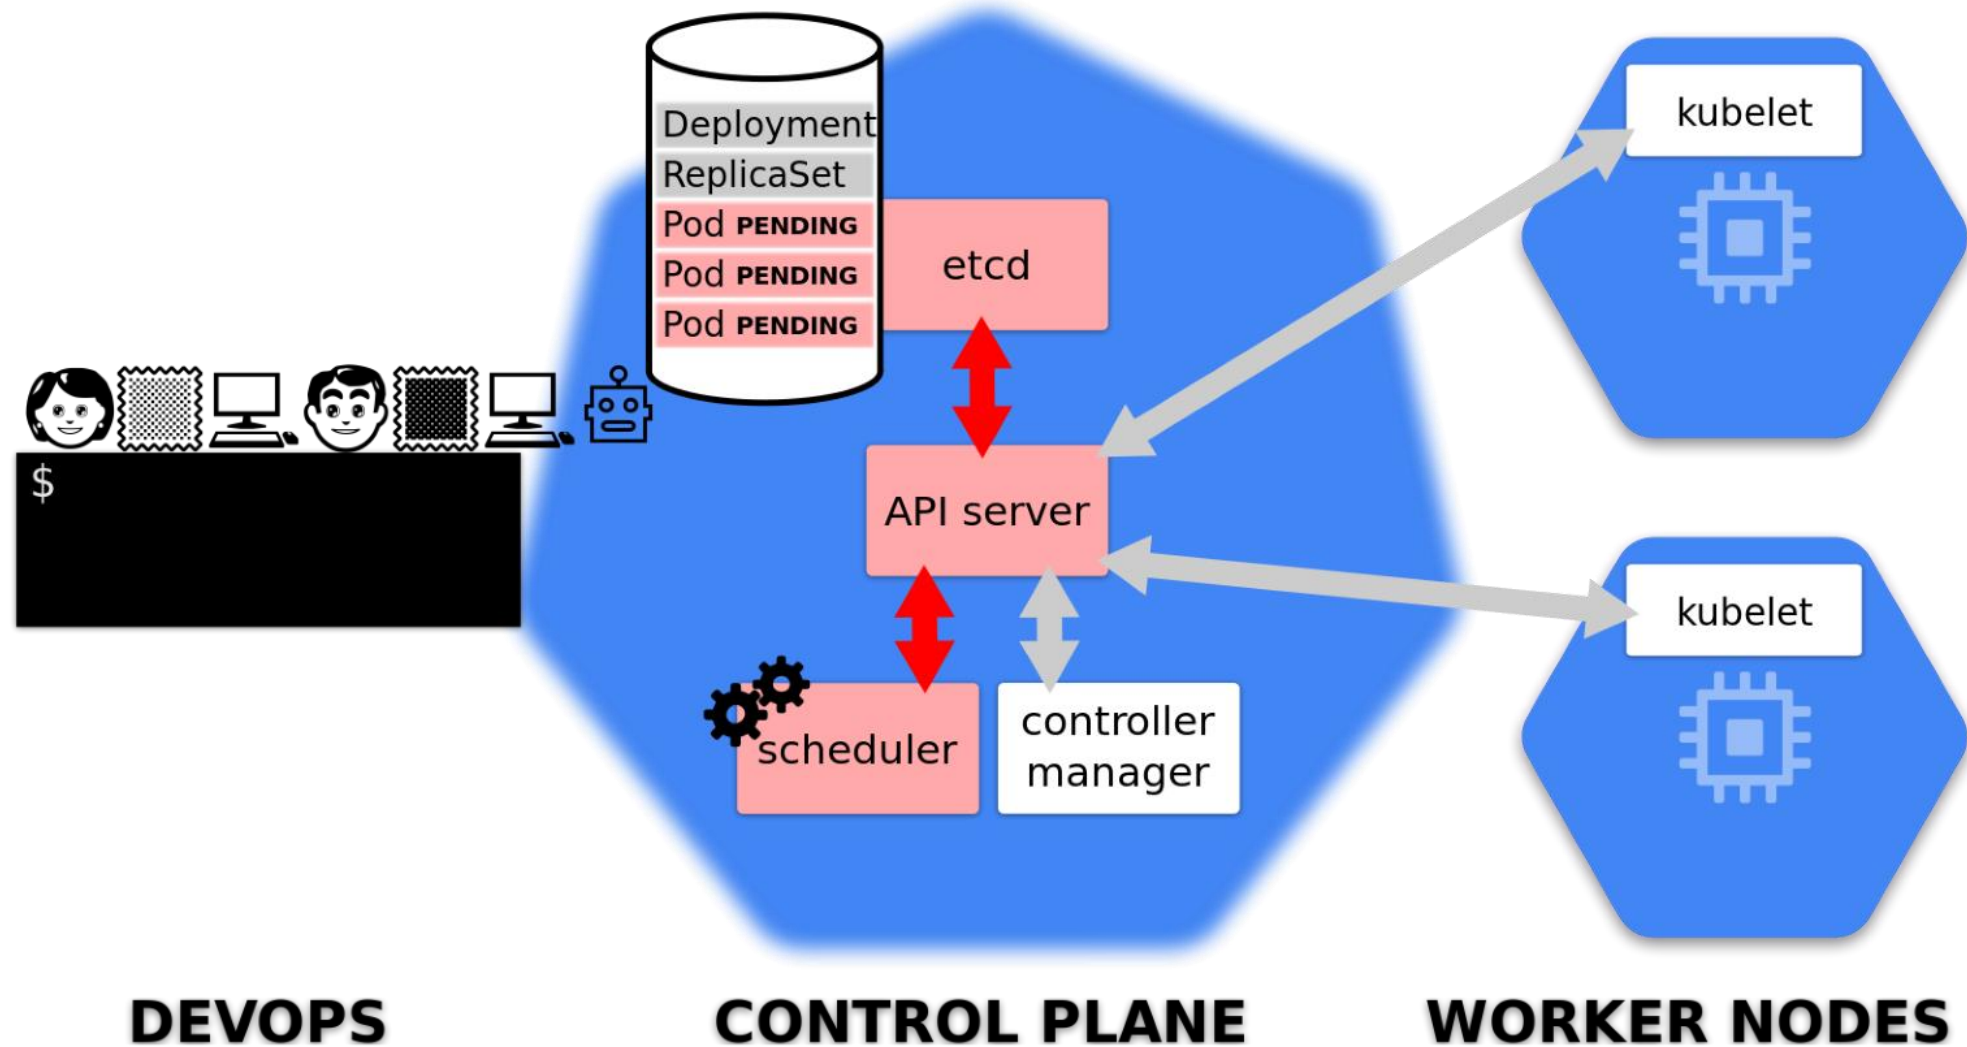 Deployment
ReplicaSet
Pod PENDING
Pod PENDING
Pod PENDING
etcd
kubelet
$
API server
kubelet
scheduler
controller
manager
DEVOPS
CONTROL PLANE
WORKER NODES